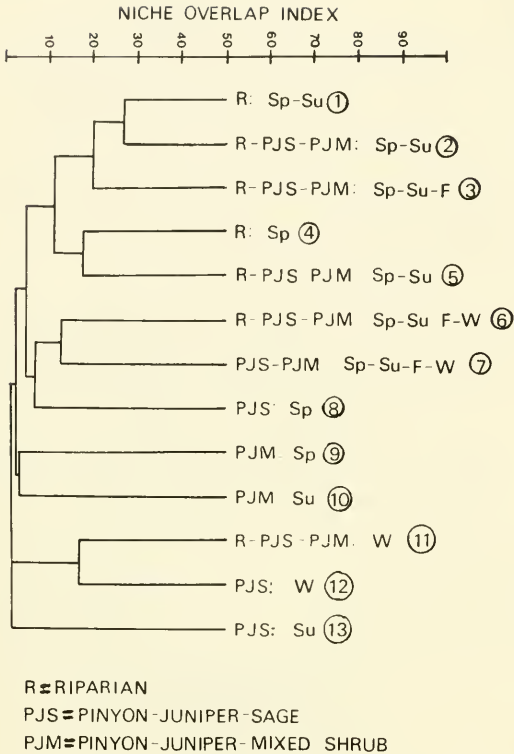 NICHE OVERLAP INDEX
10 20 30 40 50 60 70 80 90
R: Sp-Su 1
R-PJS-PJM: Sp-Su 2
R-PJS-PJM: Sp-Su-F 3
R: Sp 4
R-PJS PJM Sp-Su 5
R-PJS-PJM Sp-Su F-W 6
PJS-PJM Sp-Su-F-W 7
PJS: Sp 8
PJM Sp 9
PJM Su 10
R-PJS-PJM. W 11
PJS: W 12
PJS: Su 13
R=RIPARIAN
PJS=PINYON-JUNIPER-SAGE
PJM=PINYON-JUNIPER-MIXED SHRUB